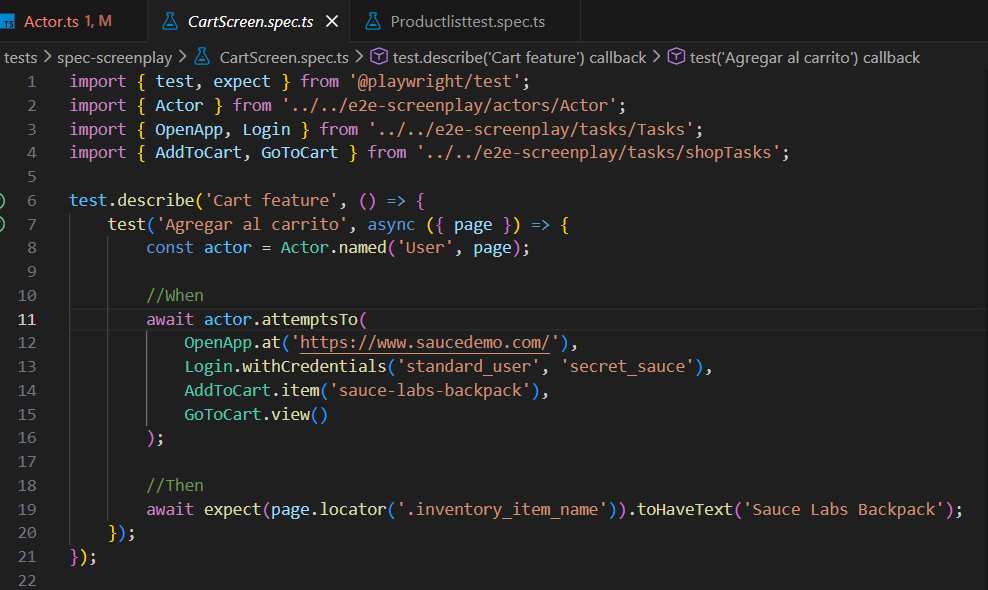 TS Actor.ts 1, M CartScreen.spec.ts Productlisttest.spec.ts
tests > spec-screenplay > CartScreen.spec.ts > test.describe('Cart feature') callback > test('Agregar al carrito') callback
1 import { test, expect } from '@playwright/test';
2 import { Actor } from '../../e2e-screenplay/actors/Actor';
3 import { OpenApp, Login } from '../../e2e-screenplay/tasks/Tasks';
4 import { AddToCart, GoToCart } from '../../e2e-screenplay/tasks/shopTasks';
5
6 test.describe('Cart feature', () => {
7     test('Agregar al carrito', async ({ page }) => {
8         const actor = Actor.named('User', page);
9
10         //When
11         await actor.attemptsTo(
12             OpenApp.at('https://www.saucedemo.com/'),
13             Login.withCredentials('standard_user', 'secret_sauce'),
14             AddToCart.item('sauce-labs-backpack'),
15             GoToCart.view()
16         );
17
18         //Then
19         await expect(page.locator('.inventory_item_name')).toHaveText('Sauce Labs Backpack');
20     });
21 });
22